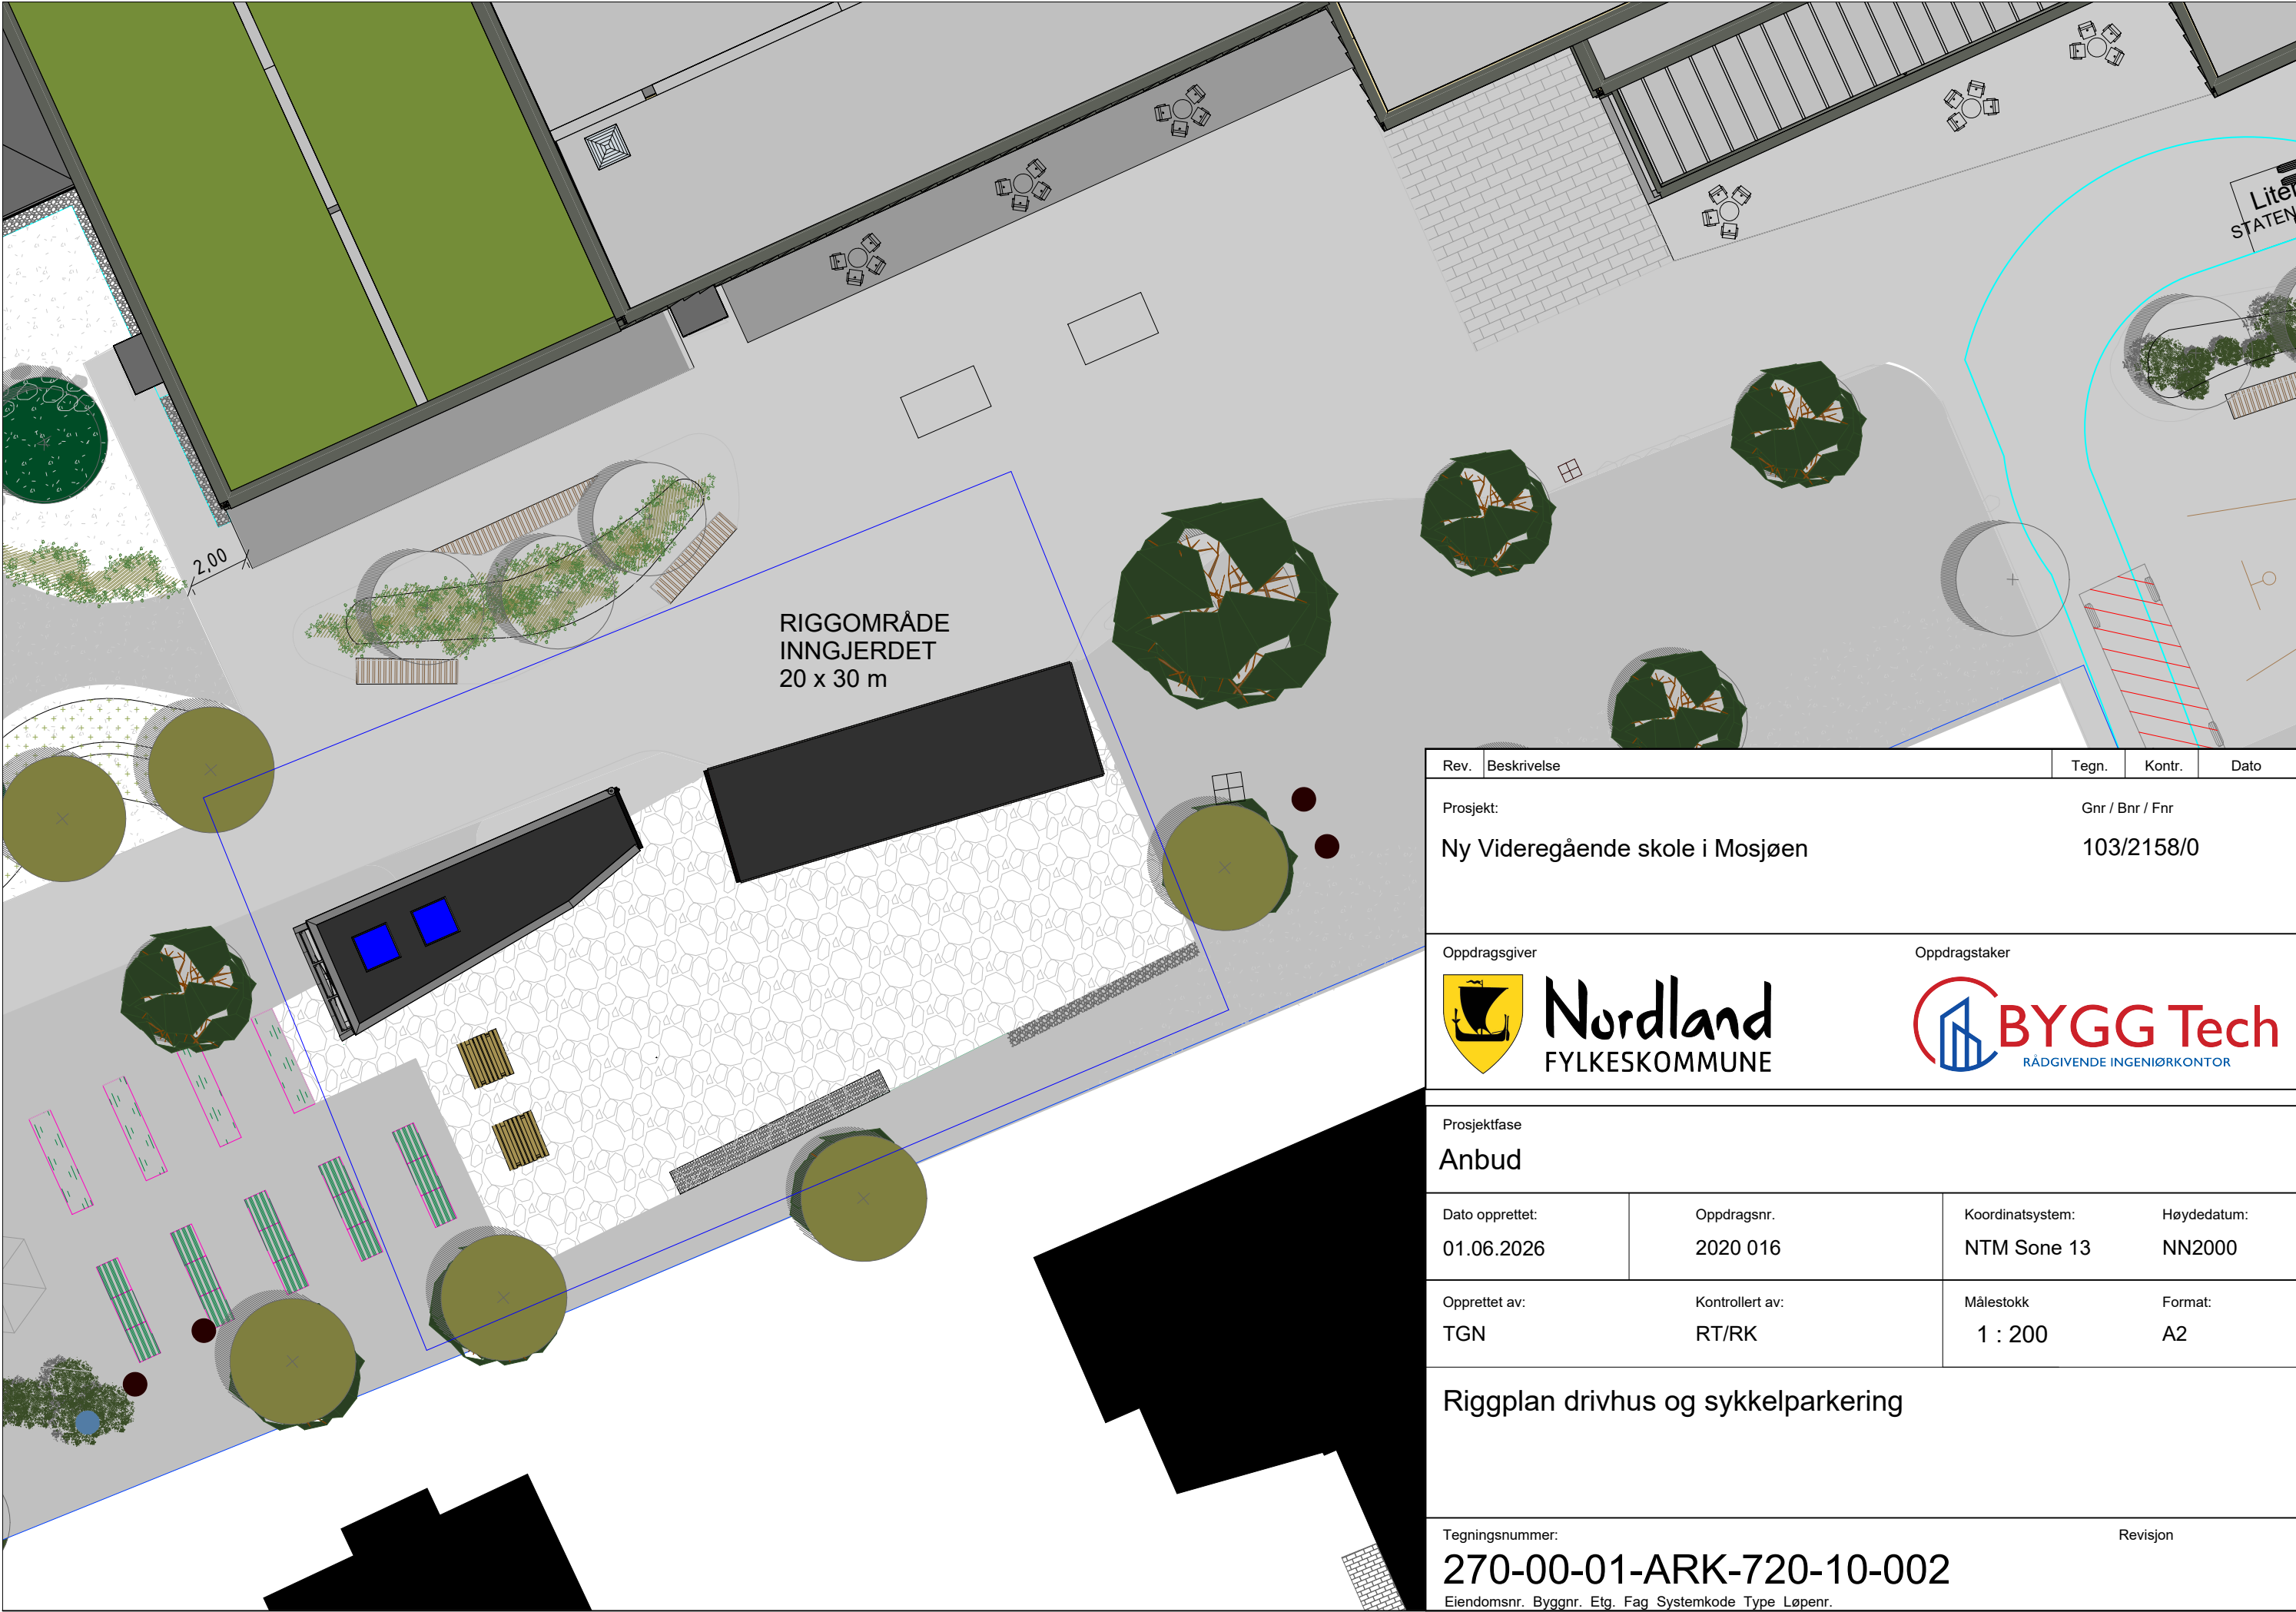 STATEN
2,00
RIGGOMRÅDE
INNGJERDET
20 x 30 m
Rev. Beskrivelse Tegn. Kontr. Dato
Prosjekt: Gnr / Bnr / Fnr
Ny Videregående skole i Mosjøen 103/2158/0
Oppdragsgiver Oppdragstaker
Nordland
FYLKESKOMMUNE
BYGG Tech
RÅDGIVENDE INGENIØRKONTOR
Prosjektfase
Anbud
Dato opprettet: Oppdragsnr. Koordinatsystem: Høydedatum:
01.06.2026 2020 016 NTM Sone 13 NN2000
Opprettet av: Kontrollert av: Målestokk Format:
TGN RT/RK 1 : 200 A2
Riggplan drivhus og sykkelparkering
Tegningsnummer: Revisjon
270-00-01-ARK-720-10-002
Eiendomsnr. Byggnr. Etg. Fag Systemkode Type Løpenr.